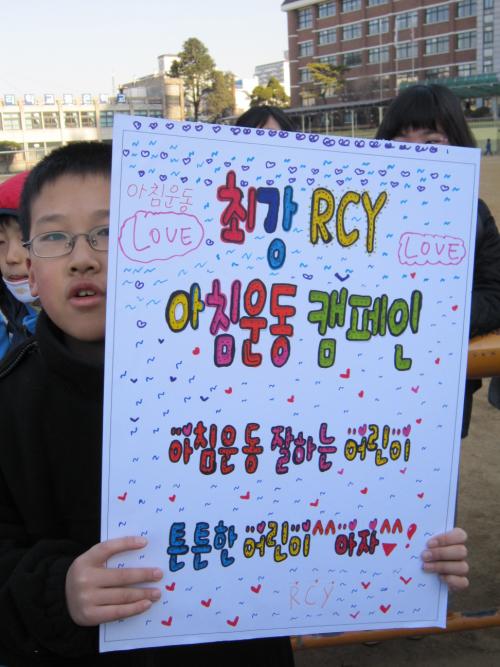 아침운동
LOVE
최강 RCY
LOVE
아침운동 캠페인
아침운동 잘하는 어린이
튼튼한 어린이^^ 아자^^!
RCY